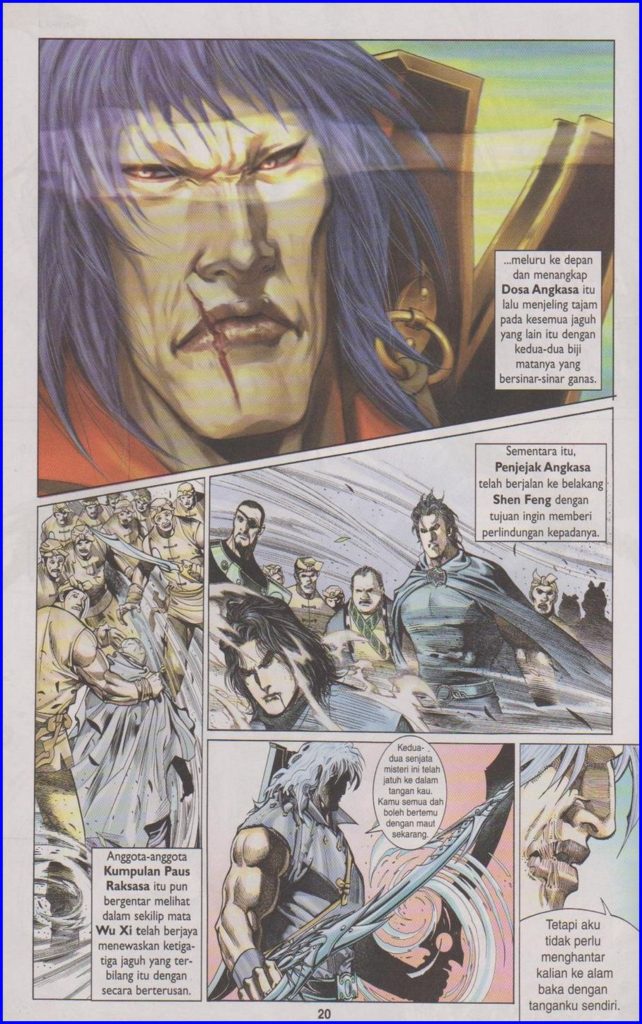 ...meluru ke depan
dan menangkap
Dosa Angkasa itu
lalu menjeling tajam
pada kesemua jaguh
yang lain itu dengan
kedua-dua biji
matanya yang
bersinar-sinar ganas.
Sementara itu,
Penjejak Angkasa
telah berjalan ke belakang
Shen Feng dengan
tujuan ingin memberi
perlindungan kepadanya.
Anggota-anggota
Kumpulan Paus
Raksasa itu pun
bergentar melihat
dalam sekilip mata
Wu Xi telah berjaya
menewaskan ketiga-
tiga jaguh yang ter-
bilang itu dengan
secara berterusan.
Kedua-
dua senjata
misteri ini telah
jatuh ke dalam
tangan kau.
Kamu semua dah
boleh bertemu
dengan maut
sekarang.
Tetapi aku
tidak perlu
menghantar
kalian ke alam
baka dengan
tanganku sendiri.
20